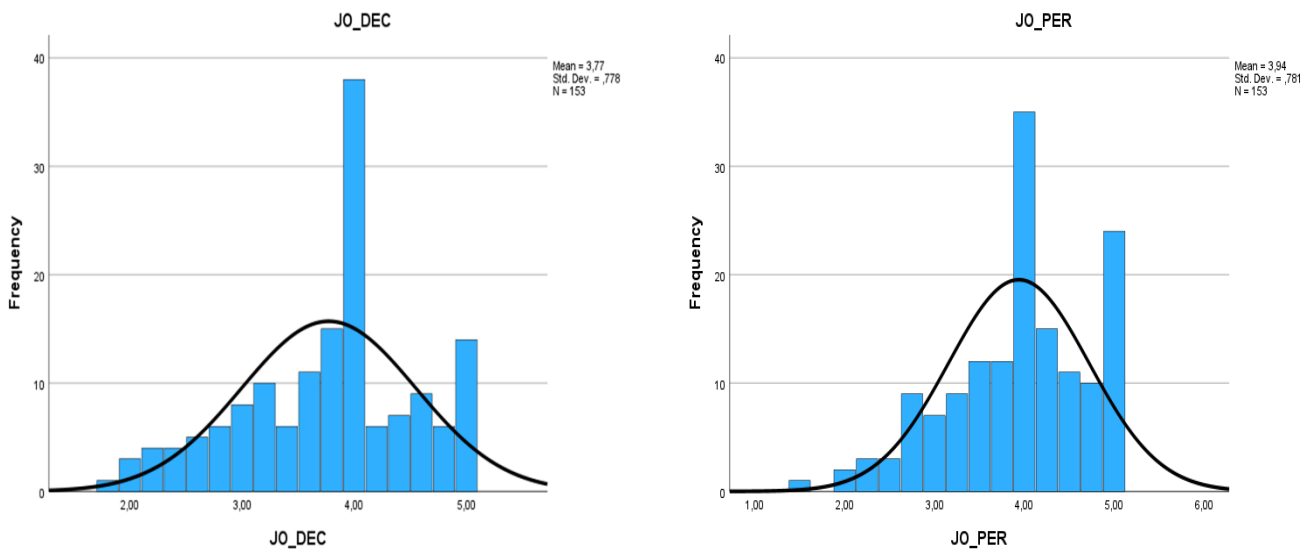 JO_DEC
Mean = 3,77
Std. Dev. = ,778
N = 153
40
30
20
10
0
Frequency
2,00 3,00 4,00 5,00
JO_DEC
JO_PER
Mean = 3,94
Std. Dev. = ,781
N = 153
40
30
20
10
0
Frequency
1,00 2,00 3,00 4,00 5,00 6,00
JO_PER